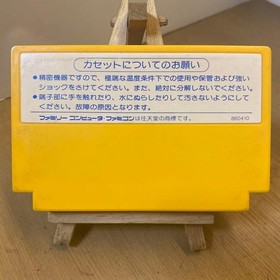 カセットについてのお願い
●精密機器ですので、極端な温度条件下での使用や保管および強い
ショックをさけてください。また、絶対に分解しないでください。
●端子部に手を触れたり、水にぬらしたりして汚さないようにして
ください。故障の原因となります。
ファミリー コンピュータ・ファミコンは任天堂の商標です。
860410